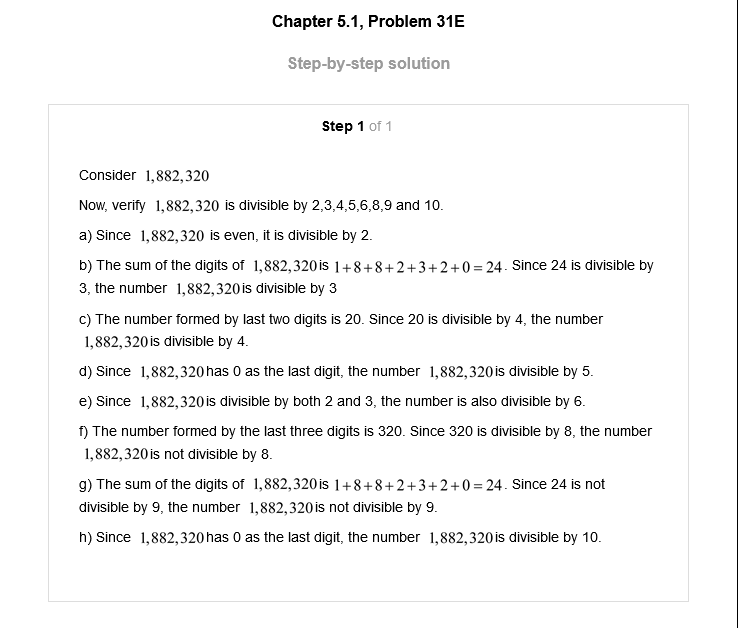 Chapter 5.1, Problem 31E
Step-by-step solution
Step 1 of 1
Consider 1,882,320
Now, verify 1,882,320 is divisible by 2,3,4,5,6,8,9 and 10.
a) Since 1,882,320 is even, it is divisible by 2.
b) The sum of the digits of 1,882,320 is 1+8+8+2+3+2+0=24. Since 24 is divisible by
3, the number 1,882,320 is divisible by 3
c) The number formed by last two digits is 20. Since 20 is divisible by 4, the number
1,882,320 is divisible by 4.
d) Since 1,882,320 has 0 as the last digit, the number 1,882,320 is divisible by 5.
e) Since 1,882,320 is divisible by both 2 and 3, the number is also divisible by 6.
f) The number formed by the last three digits is 320. Since 320 is divisible by 8, the number
1,882,320 is not divisible by 8.
g) The sum of the digits of 1,882,320 is 1+8+8+2+3+2+0=24. Since 24 is not
divisible by 9, the number 1,882,320 is not divisible by 9.
h) Since 1,882,320 has 0 as the last digit, the number 1,882,320 is divisible by 10.